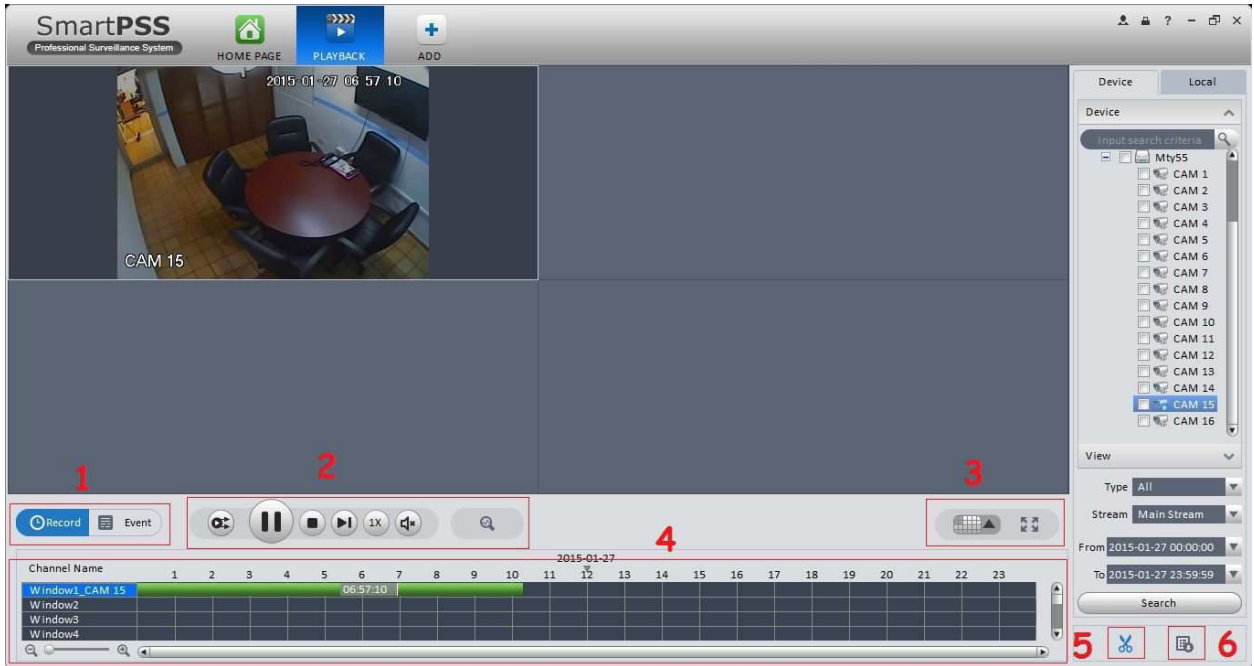 SmartPSS
Professional Surveillance System
HOME PAGE
PLAYBACK
ADD
?
2015-01-27 06 57 10
CAM 15
Device
Local
Device
Input search criteria
Mty55
CAM 1
CAM 2
CAM 3
CAM 4
CAM 5
CAM 6
CAM 7
CAM 8
CAM 9
CAM 10
CAM 11
CAM 12
CAM 13
CAM 14
CAM 15
CAM 16
View
Type All
Stream Main Stream
From 2015-01-27 00:00:00
To 2015-01-27 23:59:59
Search
1
2
3
Record
Event
1X
4
2015-01-27
Channel Name
1 2 3 4 5 6 7 8 9 10 11 12 13 14 15 16 17 18 19 20 21 22 23
Window1_CAM 15
06:57:10
Window2
Window3
Window4
5
6